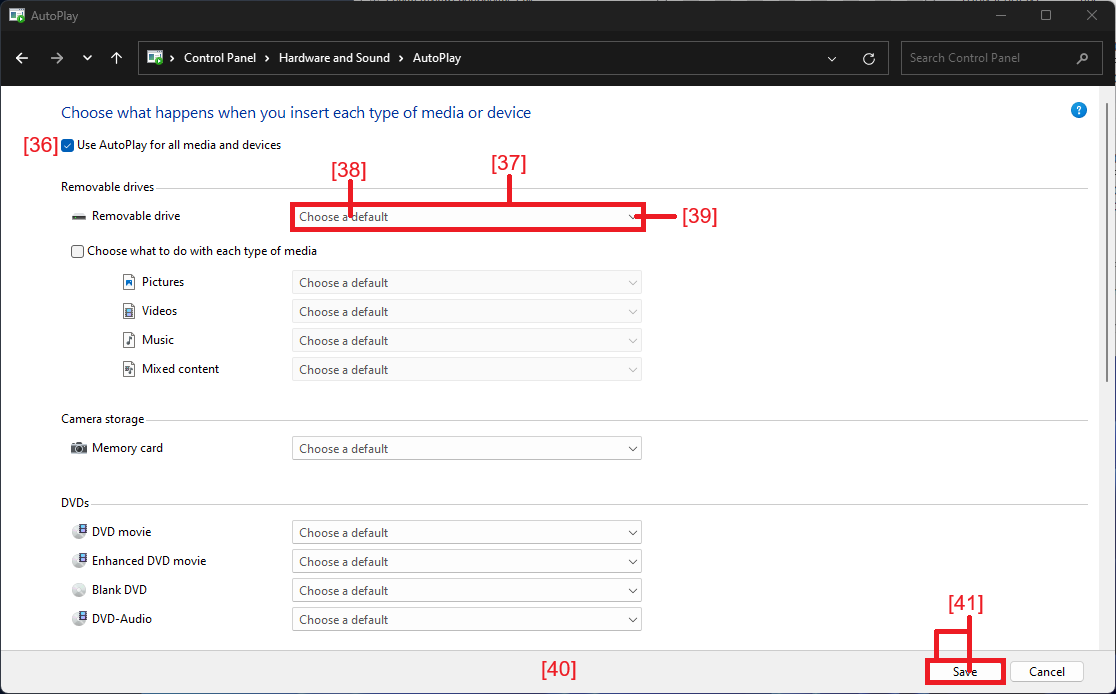 AutoPlay
Control Panel > Hardware and Sound > AutoPlay
Search Control Panel
Choose what happens when you insert each type of media or device
?
[36] Use AutoPlay for all media and devices
[38] [37]
Removable drives
Removable drive Choose a default [39]
Choose what to do with each type of media
Pictures Choose a default
Videos Choose a default
Music Choose a default
Mixed content Choose a default
Camera storage
Memory card Choose a default
DVDs
DVD movie Choose a default
Enhanced DVD movie Choose a default
Blank DVD Choose a default
DVD-Audio Choose a default
[41]
[40] Save Cancel